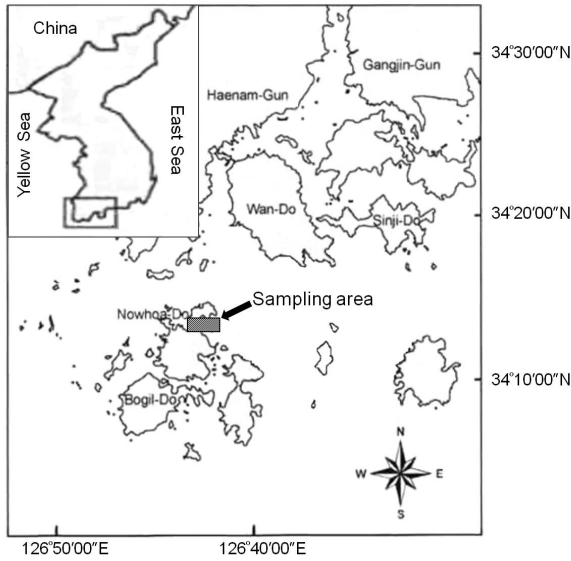 China
Yellow Sea
East Sea
34°30′00″N
Gangjin-Gun
Haenam-Gun
Wan-Do
Sinji-Do
34°20′00″N
Sampling area
Nowhoa-Do
34°10′00″N
Bogil-Do
N
W
E
S
126°50′00″E
126°40′00″E